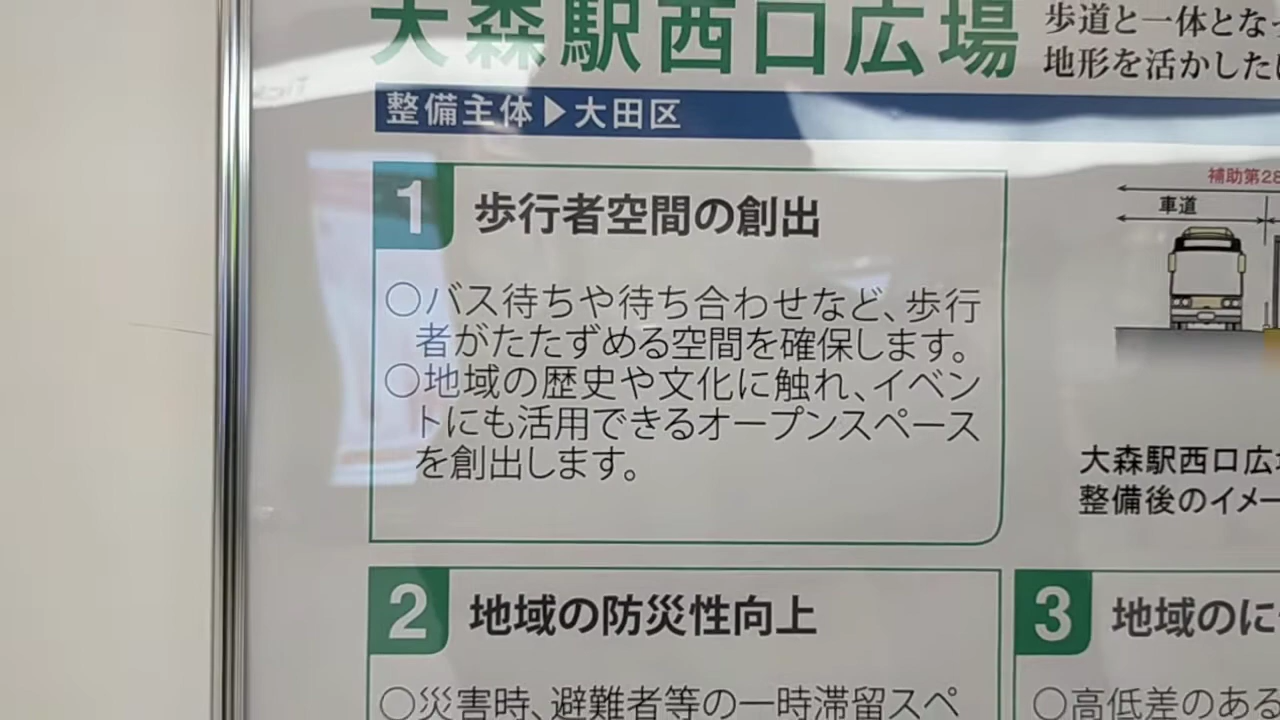 大森駅西口広場
歩道と一体とな
地形を活かした
整備主体▶大田区
1 歩行者空間の創出
○バス待ちや待ち合わせなど、歩行
者がたたずめる空間を確保します。
○地域の歴史や文化に触れ、イベン
トにも活用できるオープンスペース
を創出します。
補助第28
車道
大森駅西口広
整備後のイメー
2 地域の防災性向上
○災害時、避難者等の一時滞留スペ
3 地域のに
○高低差のある